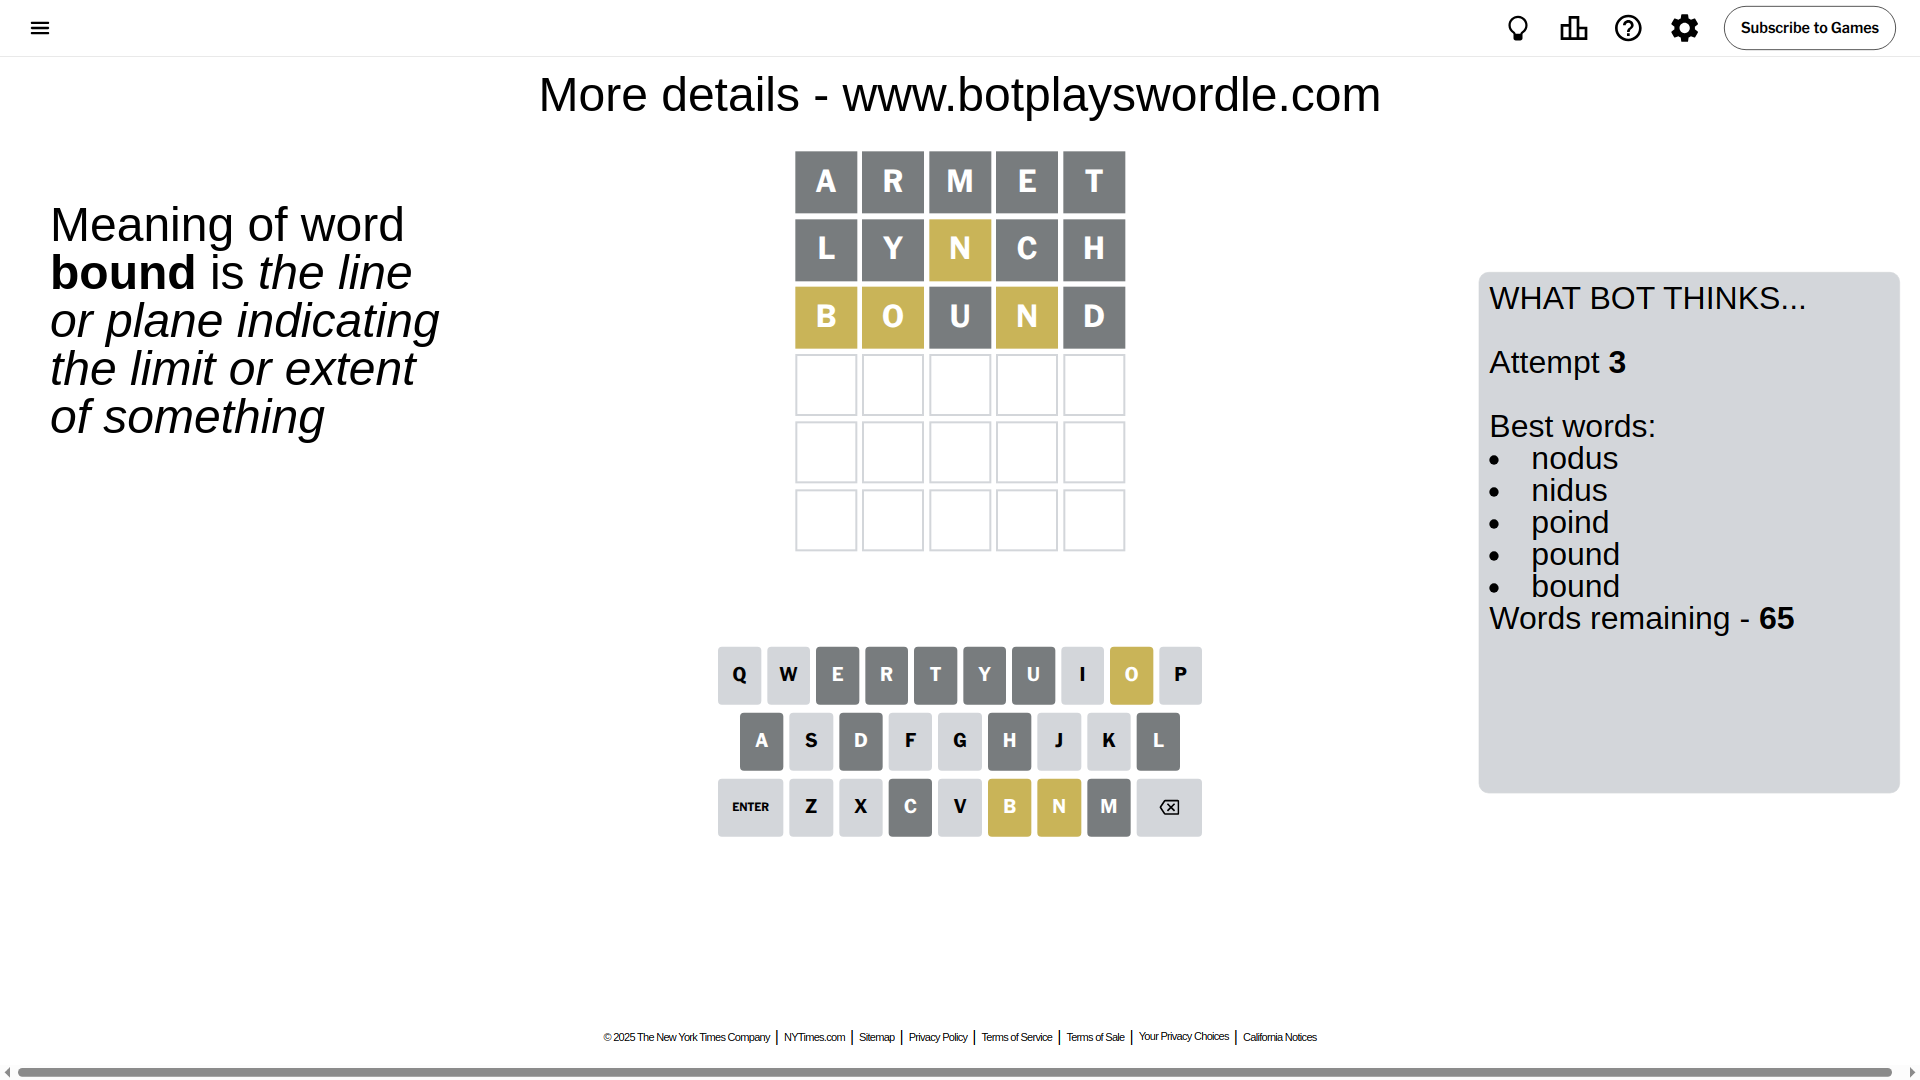 Subscribe to Games
More details - www.botplayswordle.com
Meaning of word
bound is the line
or plane indicating
the limit or extent
of something
A R M E T
L Y N C H
B O U N D
WHAT BOT THINKS...
Attempt 3
Best words:
• nodus
• nidus
• poind
• pound
• bound
Words remaining - 65
Q W E R T Y U I O P
A S D F G H J K L
ENTER Z X C V B N M
© 2025 The New York Times Company | NYTimes.com | Sitemap | Privacy Policy | Terms of Service | Terms of Sale | Your Privacy Choices | California Notices